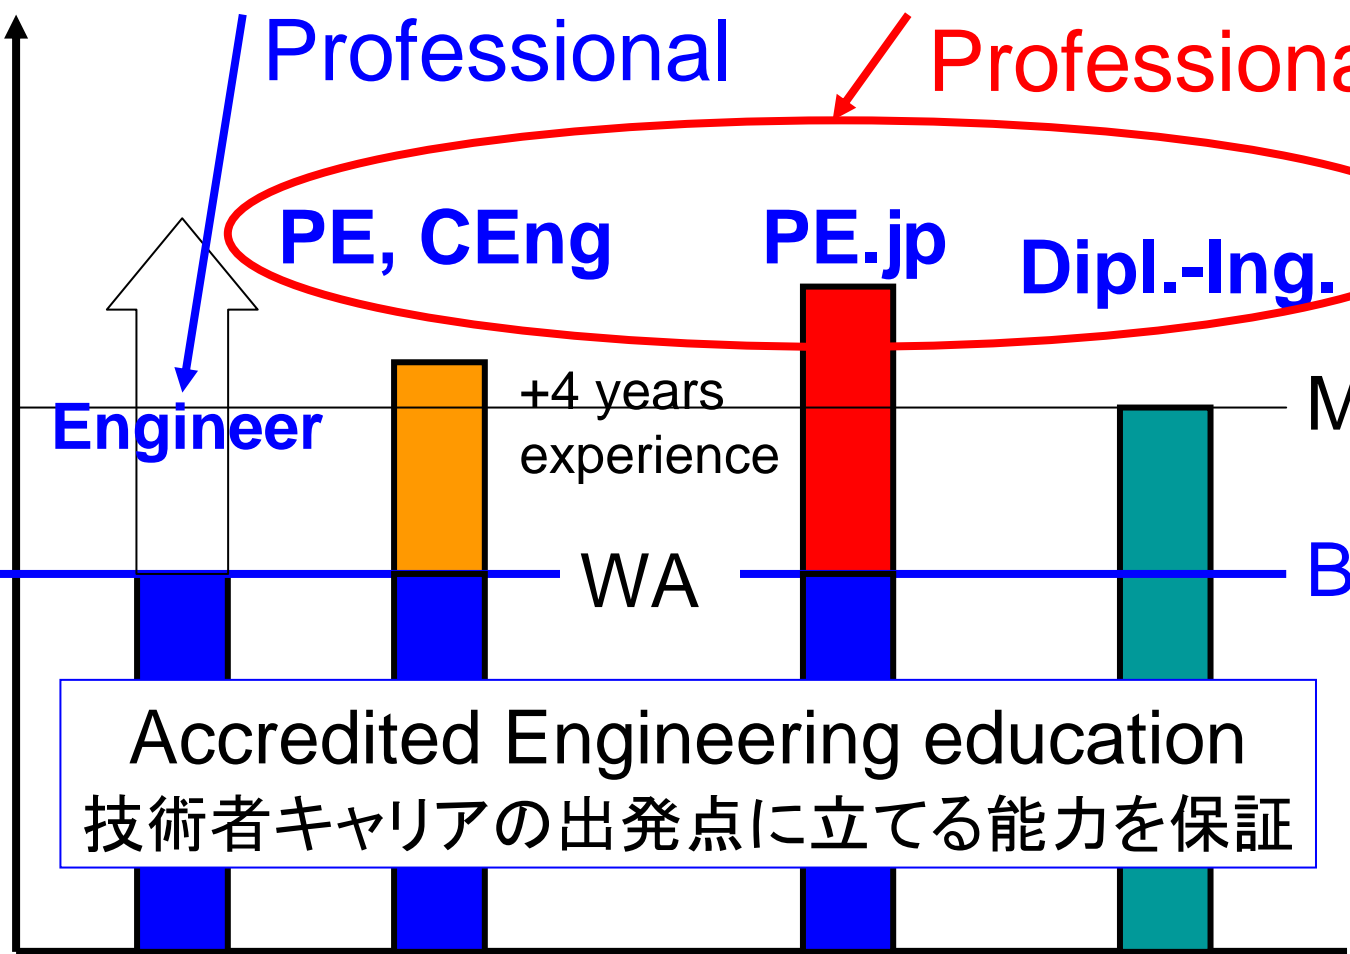 Professional
Professiona
PE, CEng
PE.jp
Dipl.-Ing.
+4 years
experience
Engineer
M
WA
B
Accredited Engineering education
技術者キャリアの出発点に立てる能力を保証